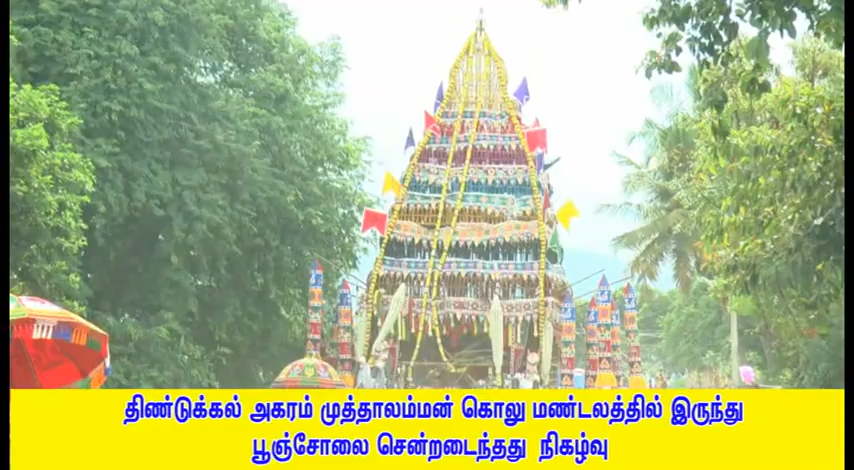 திண்டுக்கல் அகரம் முத்தாலம்மன் கொலு மண்டலத்தில் இருந்து
பூஞ்சோலை சென்றடைந்தது நிகழ்வு